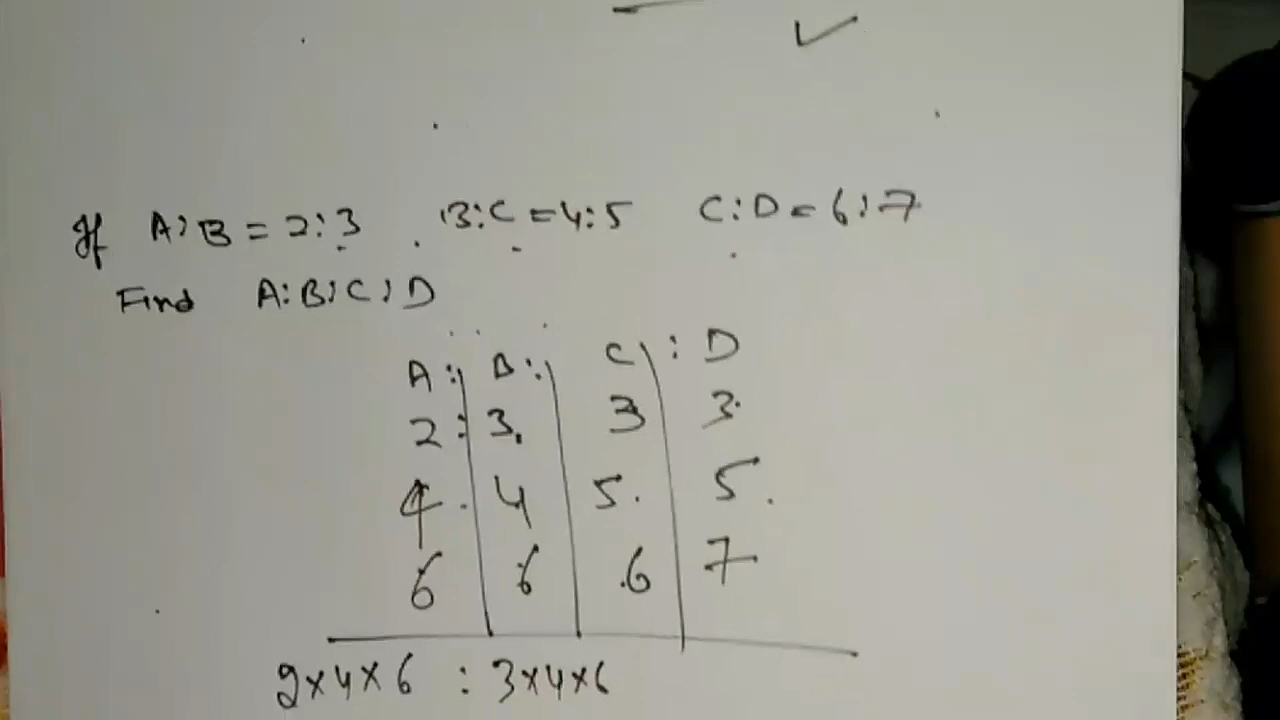 If A:B = 2:3 B:C = 4:5 C:D = 6:7
Find A:B:C:D
A: B: C : D
2 : 3 3 3
4 4 5 5
6 6 6 7
2×4×6 : 3×4×6